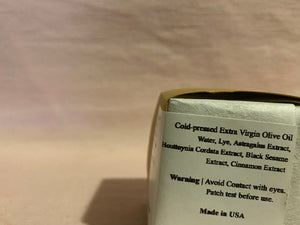 Cold-pressed Extra Virgin Olive Oil
Water, Lye, Astragalus Extract,
Houttuynia Cordata Extract, Black Sesame
Extract, Cinnamon Extract
Warning | Avoid Contact with eyes.
Patch test before use.
Made in USA